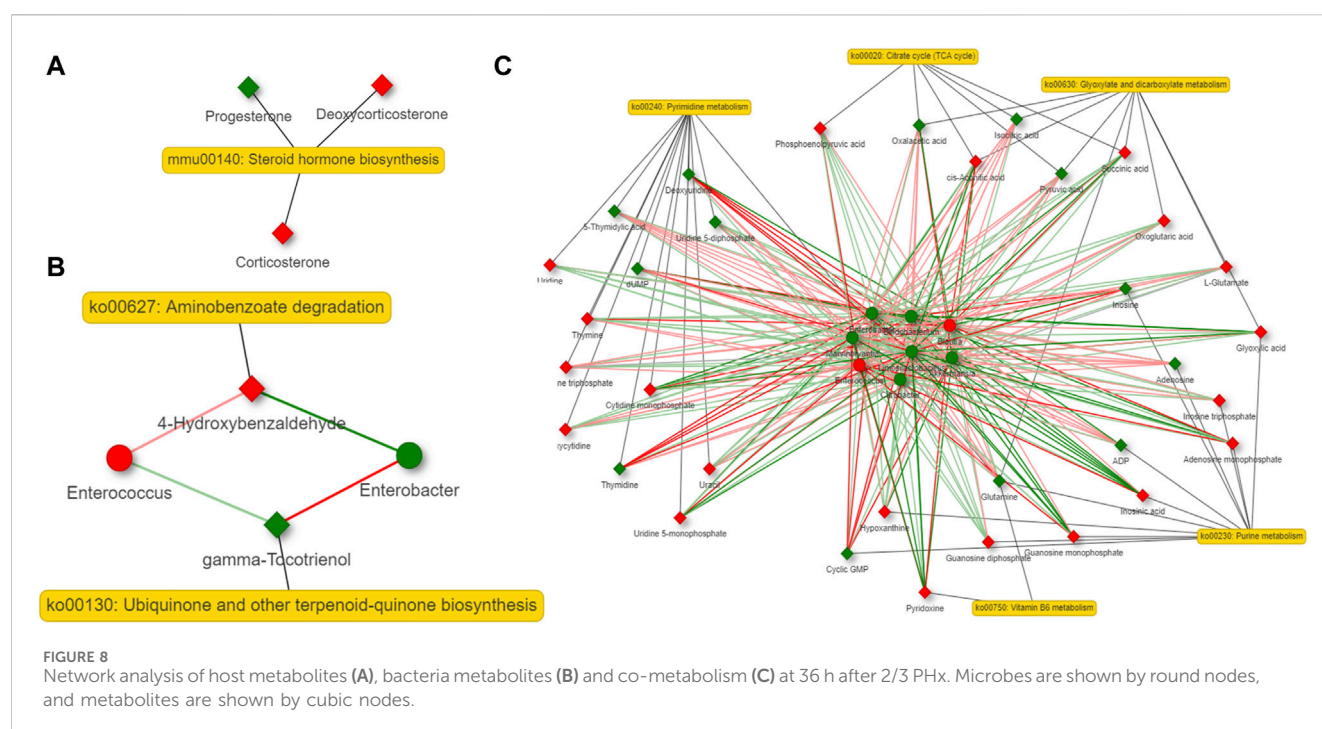 A
Progesterone
Deoxycorticosterone
mmu00140: Steroid hormone biosynthesis
Corticosterone
B
ko00627: Aminobenzoate degradation
4-Hydroxybenzaldehyde
Enterococcus
Enterobacter
gamma-Tocotrienol
ko00130: Ubiquinone and other terpenoid-quinone biosynthesis
C
ko00020: Citrate cycle (TCA cycle)
ko00630: Glyoxylate and dicarboxylate metabolism
ko00240: Pyrimidine metabolism
Phosphoenolpyruvic acid
Oxalacetic acid
Isocitric acid
cis-Aconitic acid
Succinic acid
Pyruvic acid
Deoxyuridine
5-Thymidylic acid
Uridine 5-diphosphate
Oxoglutaric acid
Uridine
dUMP
L-Glutamate
Inosine
Thymine
Glyoxylic acid
Enterococcus
ne triphosphate
Cytidine monophosphate
Adenosine
Inosine triphosphate
xycytidine
Adenosine monophosphate
ADP
Thymidine
Uracil
Glutamine
Inosinic acid
Uridine 5-monophosphate
Hypoxanthine
Guanosine diphosphate
Guanosine monophosphate
ko00230: Purine metabolism
Cyclic GMP
Pyridoxine
ko00750: Vitamin B6 metabolism
FIGURE 8
Network analysis of host metabolites (A), bacteria metabolites (B) and co-metabolism (C) at 36 h after 2/3 PHx. Microbes are shown by round nodes,
and metabolites are shown by cubic nodes.